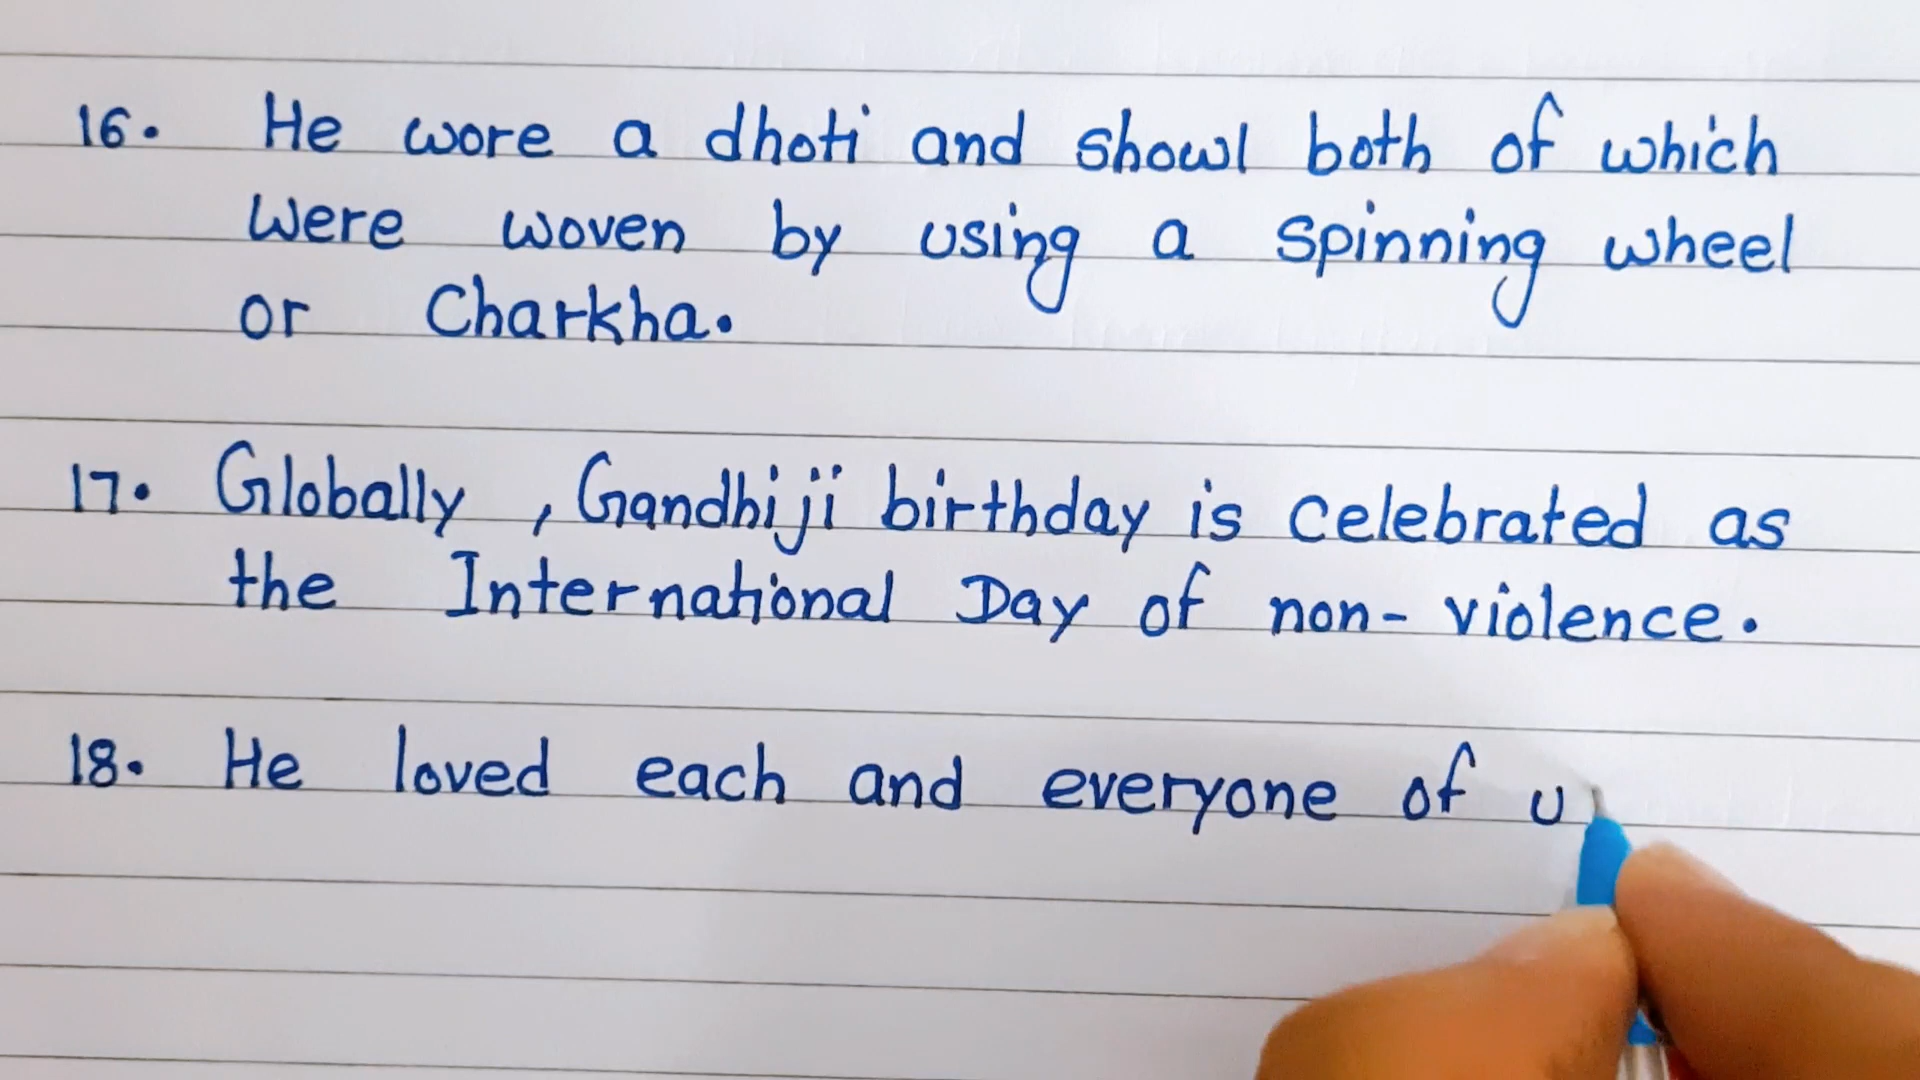 16. He wore a dhoti and showl both of which
were woven by using a spinning wheel
or Charkha.
17. Globally, Gandhiji birthday is celebrated as
the International Day of non-violence.
18. He loved each and everyone of u